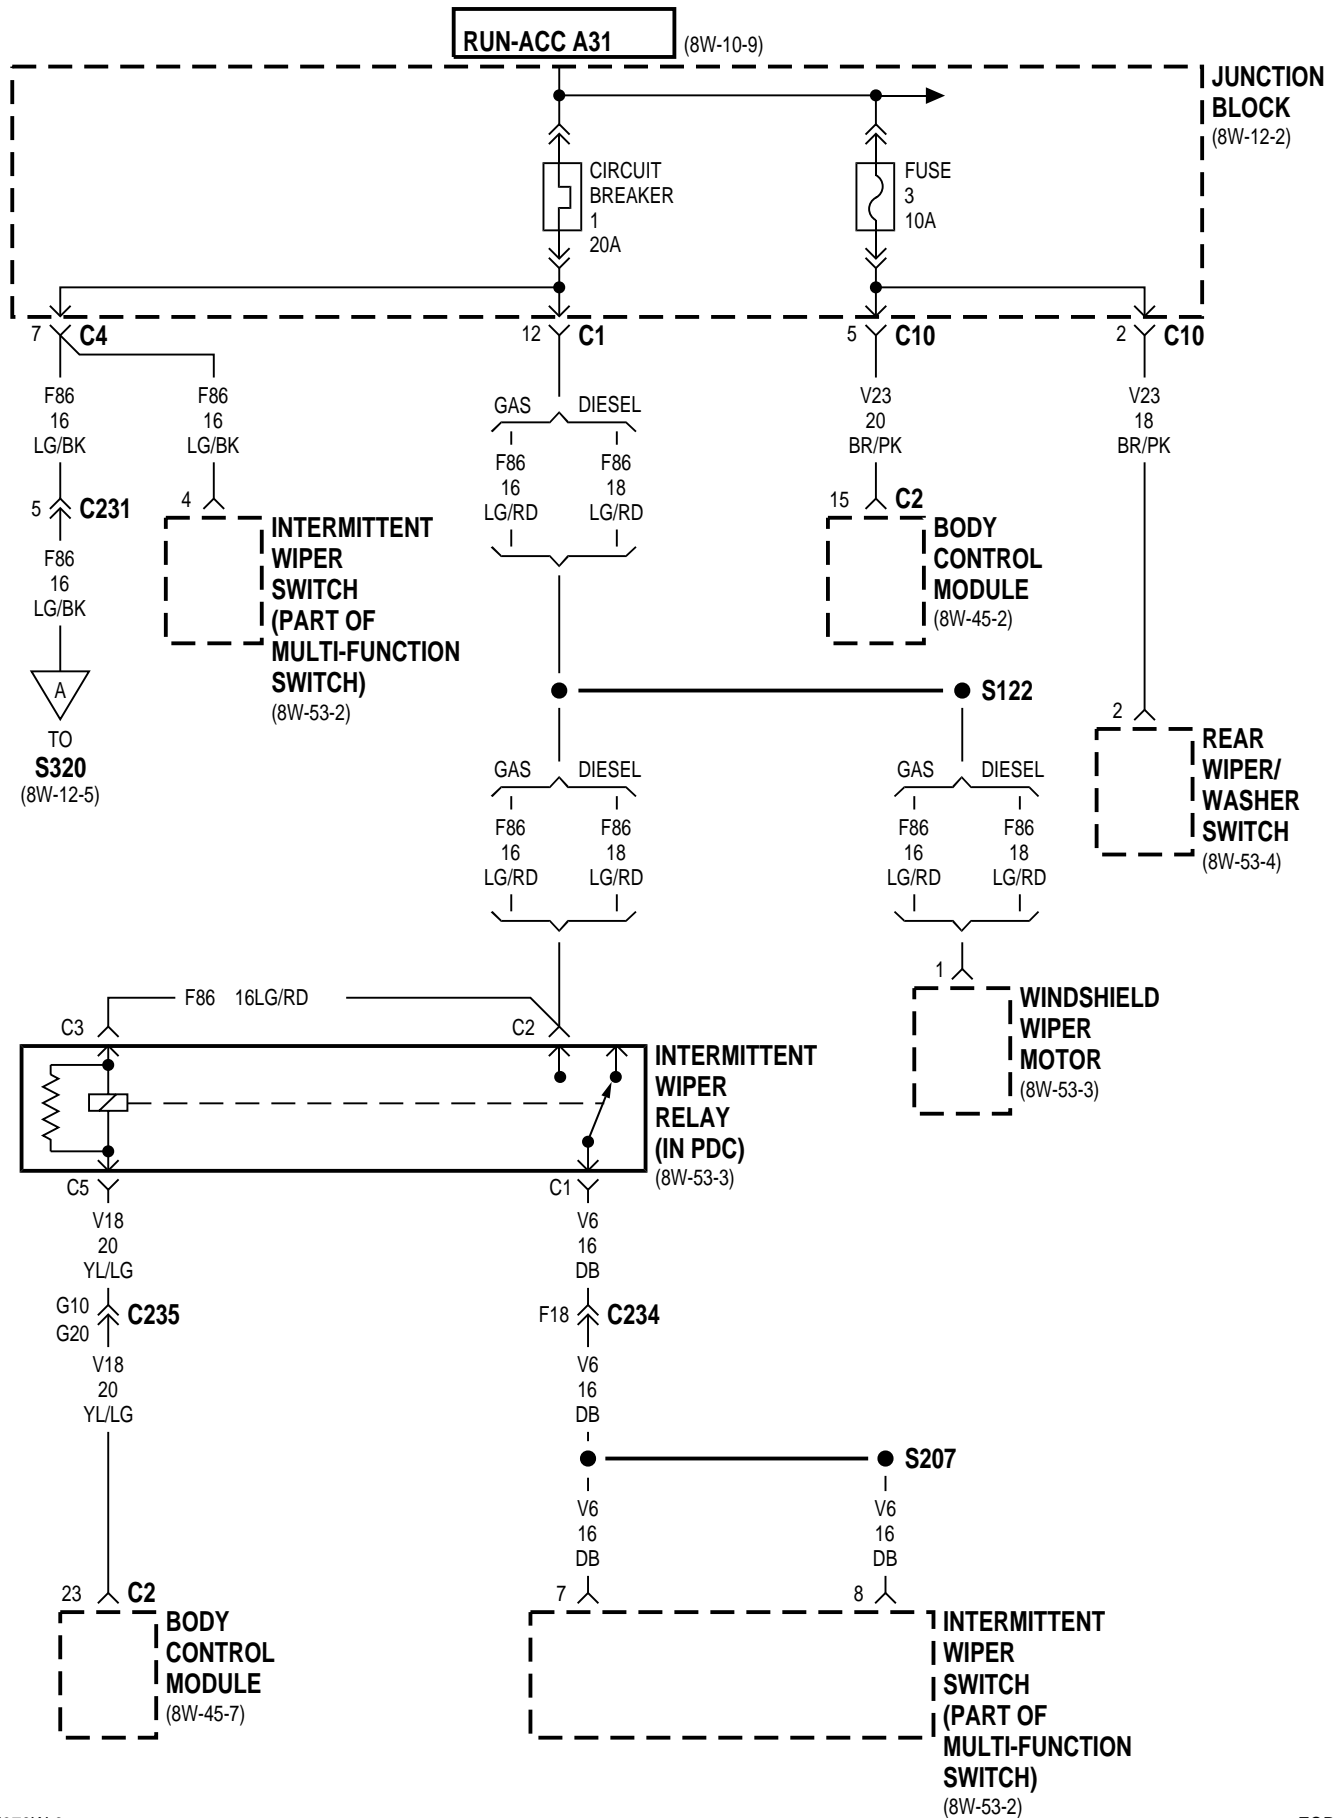 RUN-ACC A31
(8W-10-9)
JUNCTION
BLOCK
(8W-12-2)
CIRCUIT
BREAKER
1
20A
FUSE
3
10A
7
C4
12
C1
5
C10
2
C10
F86
16
LG/BK
F86
16
LG/BK
GAS
DIESEL
F86
16
LG/RD
F86
18
LG/RD
V23
20
BR/PK
V23
18
BR/PK
5
C231
F86
16
LG/BK
A
TO
S320
(8W-12-5)
4
INTERMITTENT
WIPER
SWITCH
(PART OF
MULTI-FUNCTION
SWITCH)
(8W-53-2)
15
C2
BODY
CONTROL
MODULE
(8W-45-2)
S122
2
REAR
WIPER/
WASHER
SWITCH
(8W-53-4)
GAS
DIESEL
F86
16
LG/RD
F86
18
LG/RD
GAS
DIESEL
F86
16
LG/RD
F86
18
LG/RD
1
WINDSHIELD
WIPER
MOTOR
(8W-53-3)
F86 16LG/RD
C3
C2
INTERMITTENT
WIPER
RELAY
(IN PDC)
(8W-53-3)
C5
C1
V18
20
YL/LG
V6
16
DB
G10
G20
C235
F18
C234
V18
20
YL/LG
V6
16
DB
S207
V6
16
DB
V6
16
DB
23
C2
BODY
CONTROL
MODULE
(8W-45-7)
7
8
INTERMITTENT
WIPER
SWITCH
(PART OF
MULTI-FUNCTION
SWITCH)
(8W-53-2)